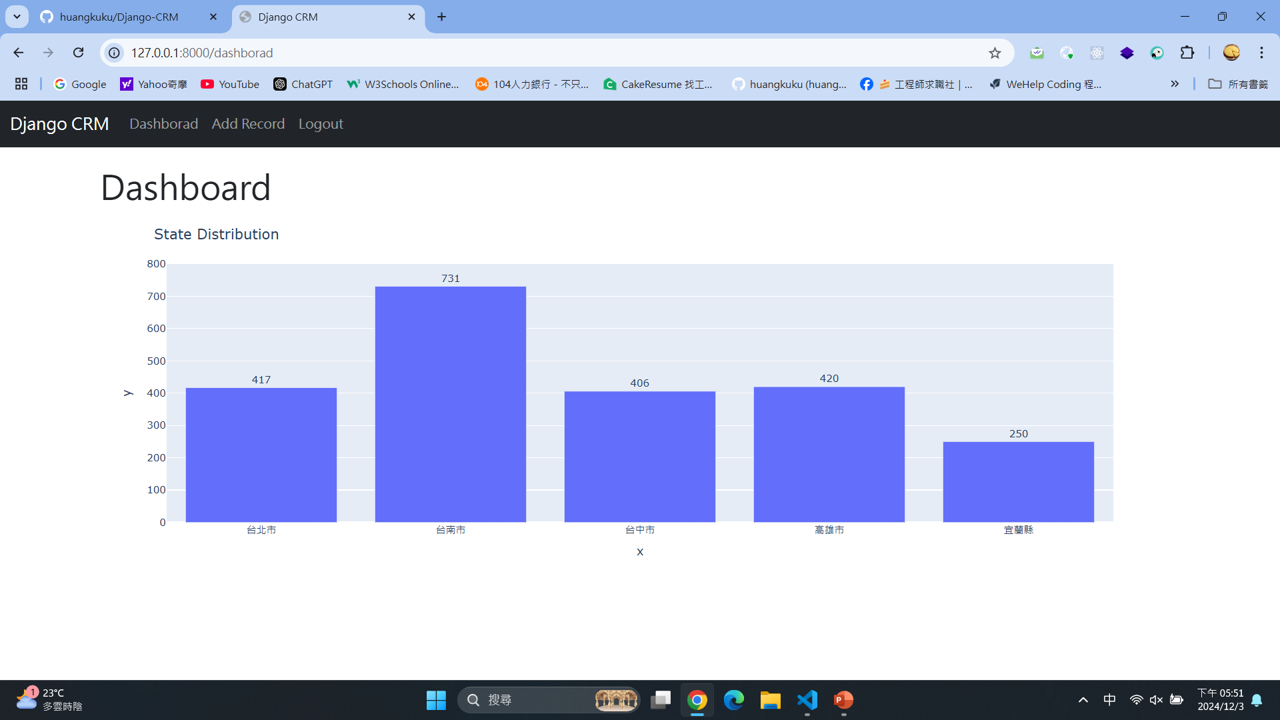 huangkuku/Django-CRM
Django CRM
127.0.0.1:8000/dashborad
Google
Yahoo奇摩
YouTube
ChatGPT
W3Schools Online...
104人力銀行 - 不只...
CakeResume 找工...
huangkuku (huang...
工程師求職社 | ...
WeHelp Coding 程...
所有書籤
Django CRM Dashborad Add Record Logout
Dashboard
State Distribution
800
700
600
500
400
300
200
100
0
y
417
731
406
420
250
台北市 台南市 台中市 高雄市 宜蘭縣
x
1
23°C
多雲時陰
搜尋
中
下午 05:51
2024/12/3